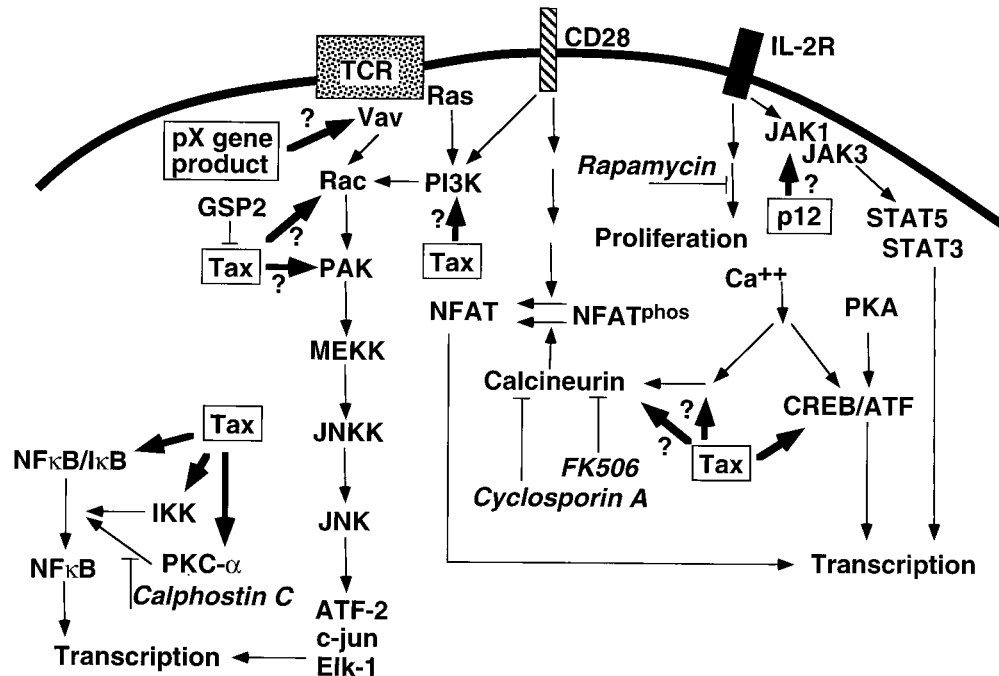 CD28
IL-2R
TCR
Ras
?
Vav
pX gene
product
JAK1
JAK3
Rapamycin
?
Rac
PI3K
GSP2
?
p12
STAT5
STAT3
?
Tax
PAK
?
Tax
Proliferation
Ca++
NFAT
NFATphos
PKA
MEKK
Calcineurin
CREB/ATF
?
Tax
?
Tax
NFκB/IκB
JNKK
FK506
Cyclosporin A
IKK
JNK
PKC-α
NFκB
Calphostin C
Transcription
ATF-2
c-jun
Elk-1
Transcription